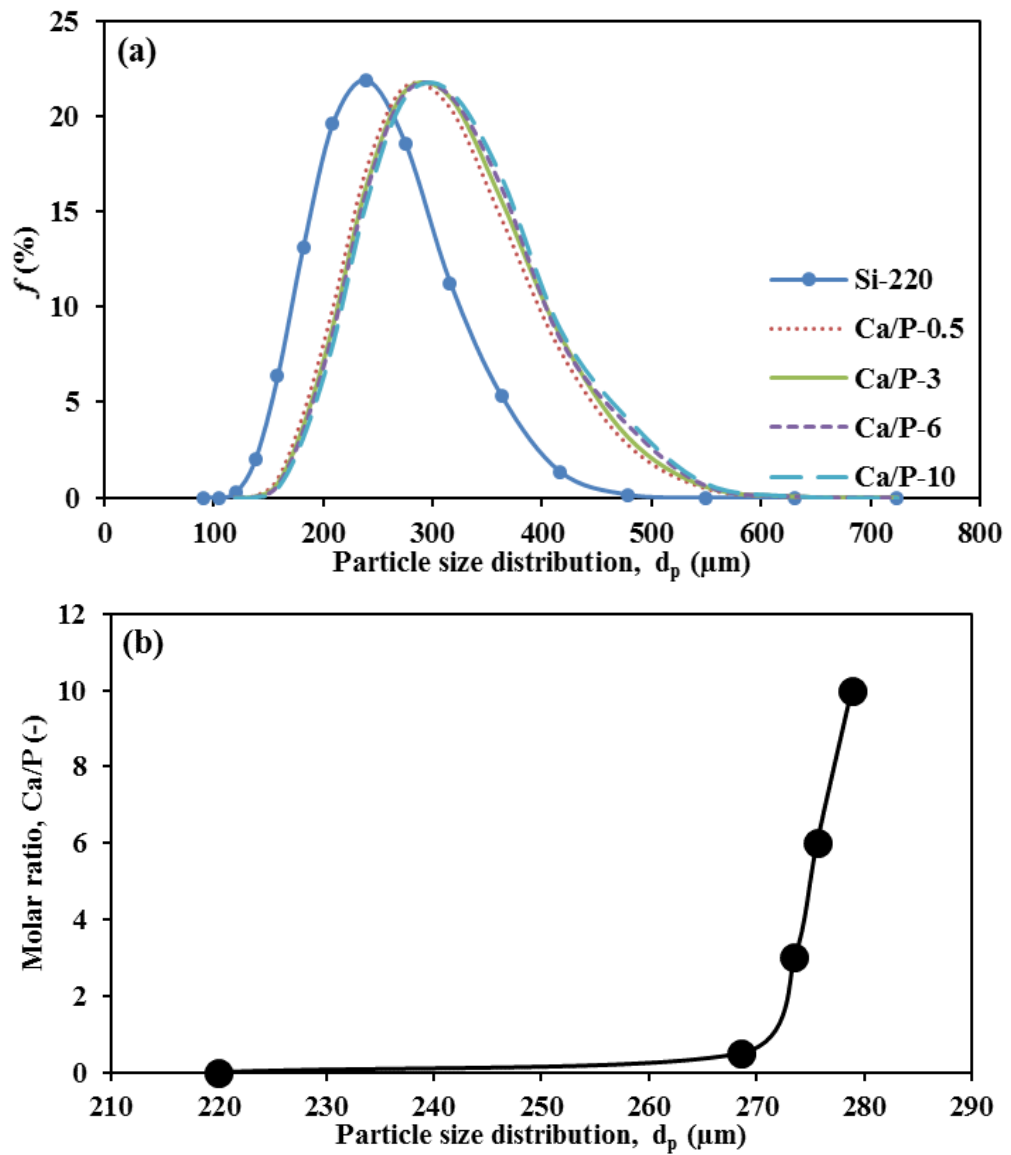 (a)
25
20
15
10
5
0
f (%)
0 100 200 300 400 500 600 700 800
Particle size distribution, dp (µm)
Si-220
Ca/P-0.5
Ca/P-3
Ca/P-6
Ca/P-10
(b)
12
10
8
6
4
2
0
Molar ratio, Ca/P (-)
210 220 230 240 250 260 270 280 290
Particle size distribution, dp (µm)